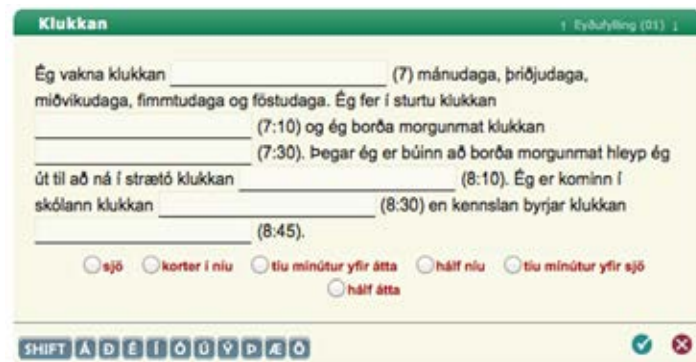 Klukkan
↑ Eyðufylling (01) ↓
Ég vakna klukkan (7) mánudaga, þriðjudaga,
miðvikudaga, fimmtudaga og föstudaga. Ég fer í sturtu klukkan
(7:10) og ég borða morgunmat klukkan
(7:30). Þegar ég er búinn að borða morgunmat hleyp ég
út til að ná í strætó klukkan (8:10). Ég er kominn í
skólann klukkan (8:30) en kennslan byrjar klukkan
(8:45).
sjö korter í níu tíu mínútur yfir átta hálf níu tíu mínútur yfir sjö
hálf átta
SHIFT Á Ð É Í Ó Ú Ý Þ Æ Ö